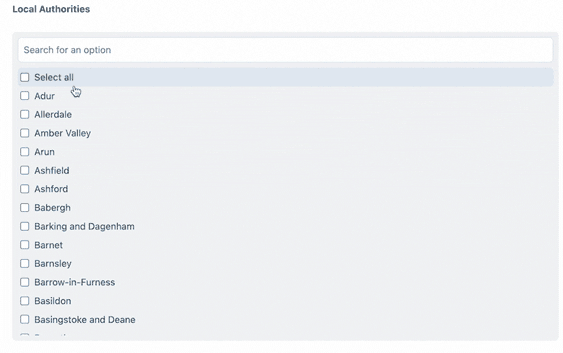 Local Authorities
Search for an option
Select all
Adur
Allerdale
Amber Valley
Arun
Ashfield
Ashford
Babergh
Barking and Dagenham
Barnet
Barnsley
Barrow-in-Furness
Basildon
Basingstoke and Deane